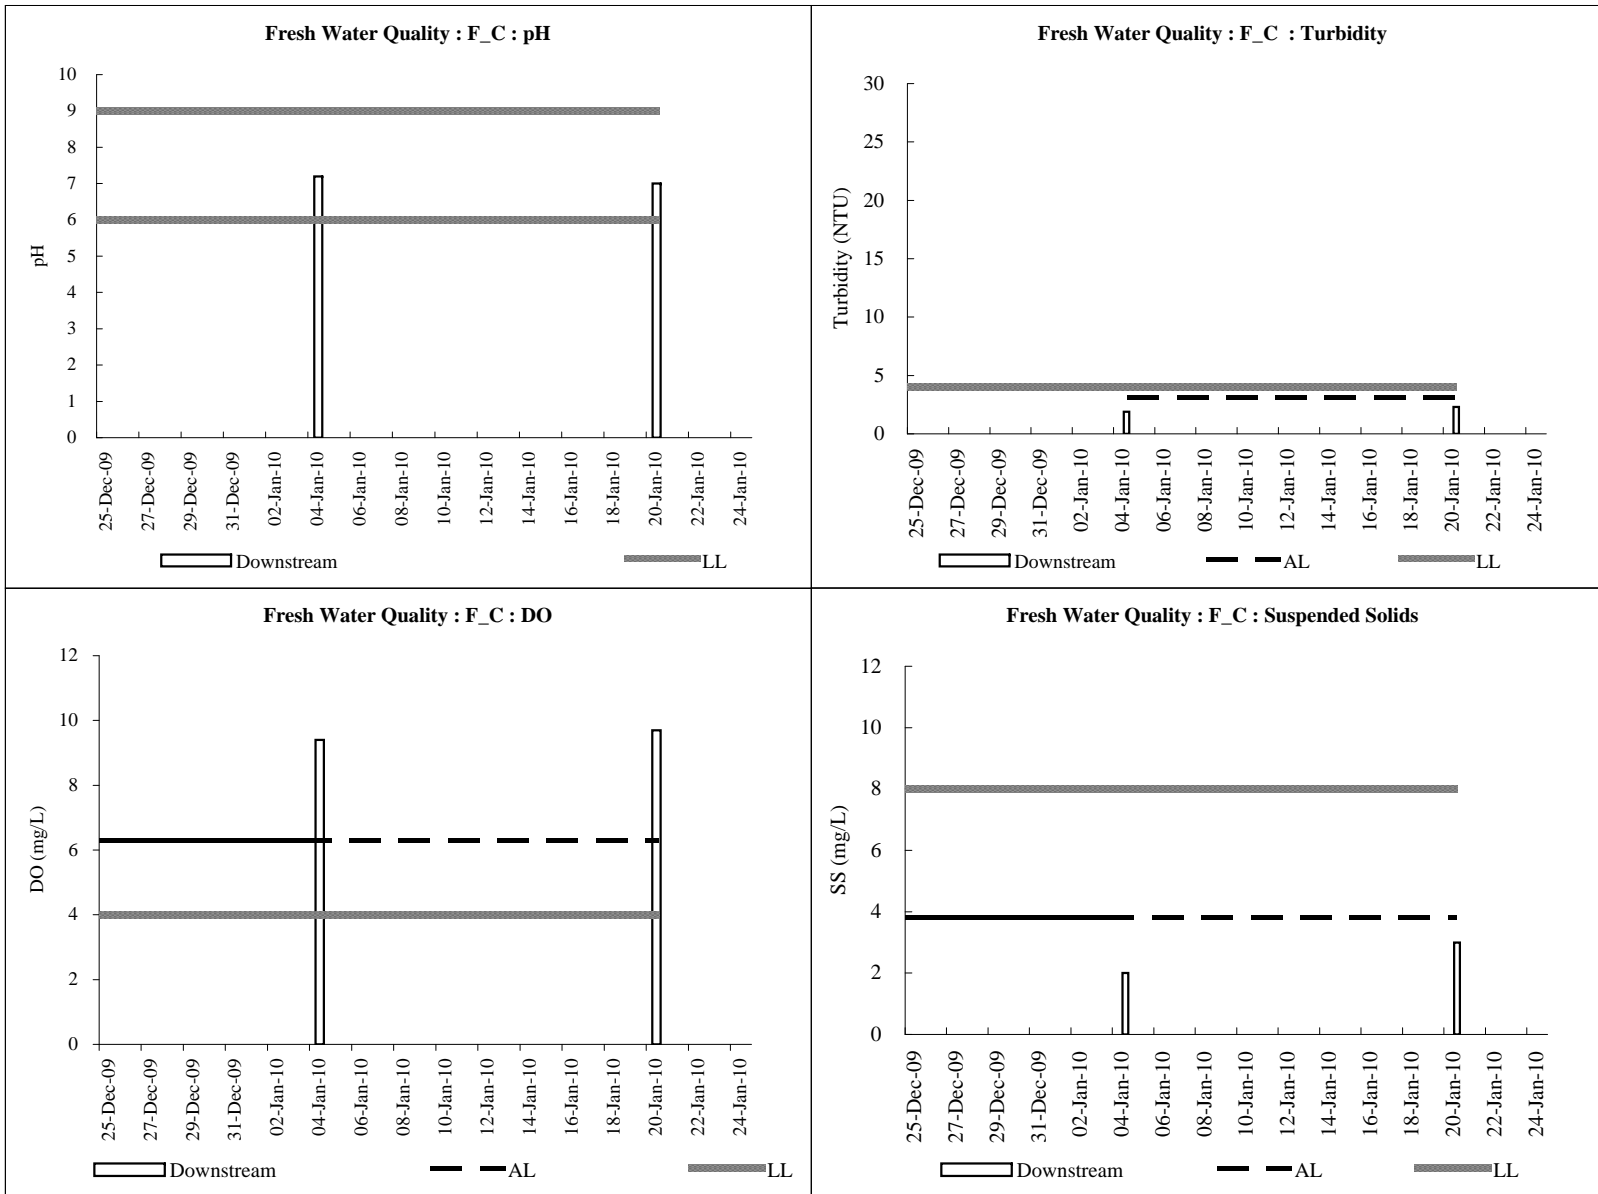 Fresh Water Quality : F_C : pH
10
9
8
7
6
5
4
3
2
1
0
pH
25-Dec-09
27-Dec-09
29-Dec-09
31-Dec-09
02-Jan-10
04-Jan-10
06-Jan-10
08-Jan-10
10-Jan-10
12-Jan-10
14-Jan-10
16-Jan-10
18-Jan-10
20-Jan-10
22-Jan-10
24-Jan-10
Downstream LL
Fresh Water Quality : F_C : Turbidity
30
25
20
15
10
5
0
Turbidity (NTU)
25-Dec-09
27-Dec-09
29-Dec-09
31-Dec-09
02-Jan-10
04-Jan-10
06-Jan-10
08-Jan-10
10-Jan-10
12-Jan-10
14-Jan-10
16-Jan-10
18-Jan-10
20-Jan-10
22-Jan-10
24-Jan-10
Downstream AL LL
Fresh Water Quality : F_C : DO
12
10
8
6
4
2
0
DO (mg/L)
25-Dec-09
27-Dec-09
29-Dec-09
31-Dec-09
02-Jan-10
04-Jan-10
06-Jan-10
08-Jan-10
10-Jan-10
12-Jan-10
14-Jan-10
16-Jan-10
18-Jan-10
20-Jan-10
22-Jan-10
24-Jan-10
Downstream AL LL
Fresh Water Quality : F_C : Suspended Solids
12
10
8
6
4
2
0
SS (mg/L)
25-Dec-09
27-Dec-09
29-Dec-09
31-Dec-09
02-Jan-10
04-Jan-10
06-Jan-10
08-Jan-10
10-Jan-10
12-Jan-10
14-Jan-10
16-Jan-10
18-Jan-10
20-Jan-10
22-Jan-10
24-Jan-10
Downstream AL LL